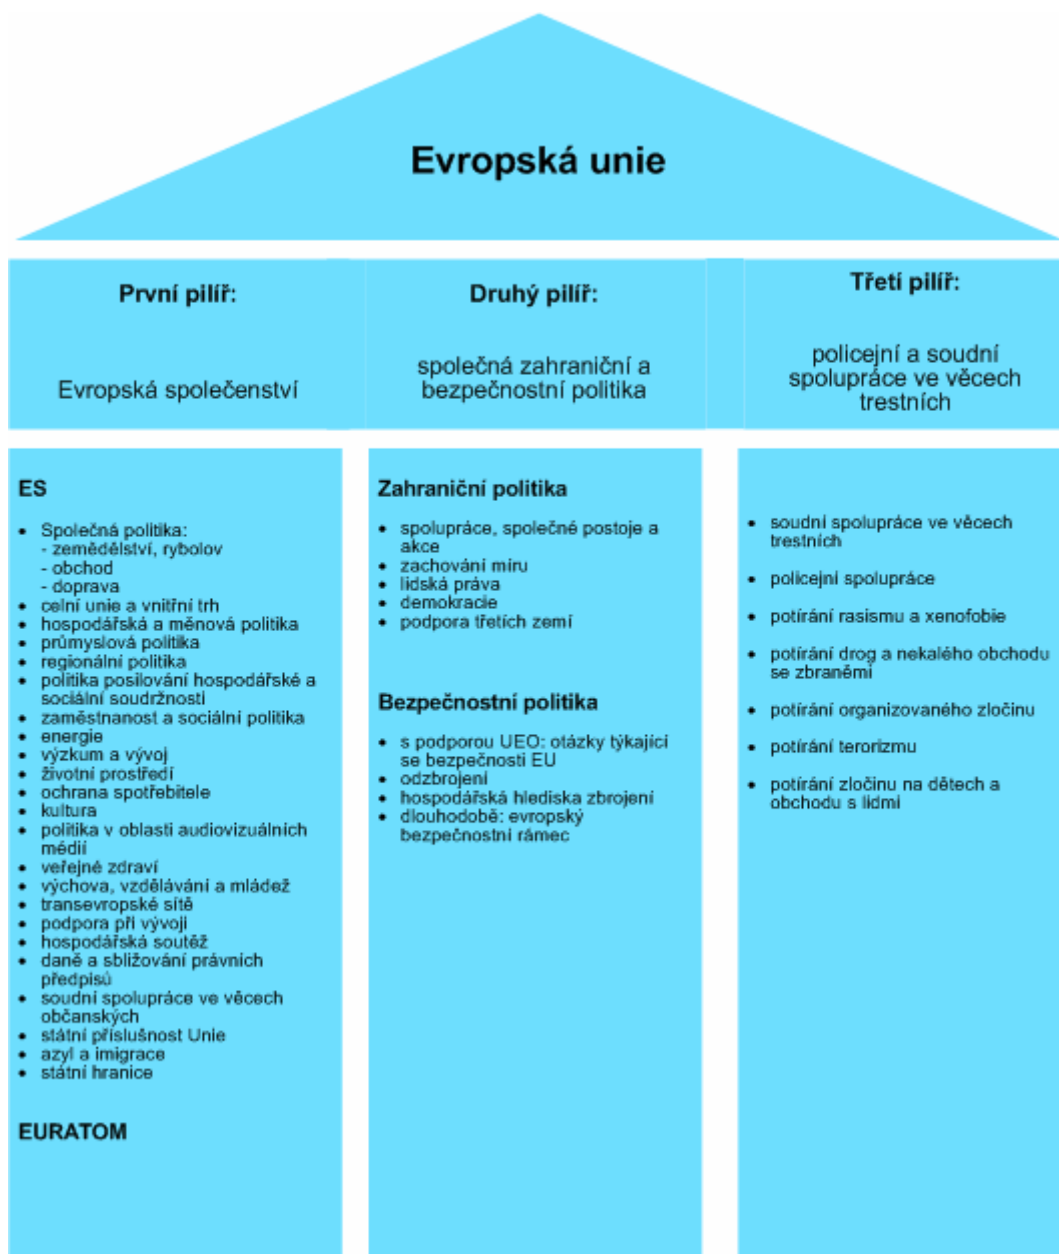 Evropská unie
První pilíř:
Evropská společenství
Druhý pilíř:
společná zahraniční a
bezpečnostní politika
Třetí pilíř:
policejní a soudní
spolupráce ve věcech
trestních
ES
• Společná politika:
- zemědělství, rybolov
- obchod
- doprava
• celní unie a vnitřní trh
• hospodářská a měnová politika
• průmyslová politika
• regionální politika
• politika posilování hospodářské a
sociální soudržnosti
• zaměstnanost a sociální politika
• energie
• výzkum a vývoj
• životní prostředí
• ochrana spotřebitele
• kultura
• politika v oblasti audiovizuálních
médií
• veřejné zdraví
• výchova, vzdělávání a mládež
• transevropské sítě
• podpora při vývoji
• hospodářská soutěž
• daně a sbližování právních
předpisů
• soudní spolupráce ve věcech
občanských
• státní příslušnost Unie
• azyl a imigrace
• státní hranice
EURATOM
Zahraniční politika
• spolupráce, společné postoje a
akce
• zachování míru
• lidská práva
• demokracie
• podpora třetích zemí
Bezpečnostní politika
• s podporou UEO: otázky týkající
se bezpečnosti EU
• odzbrojení
• hospodářská hlediska zbrojení
• dlouhodobě: evropský
bezpečnostní rámec
• soudní spolupráce ve věcech
trestních
• policejní spolupráce
• potírání rasismu a xenofobie
• potírání drog a nekalého obchodu
se zbraněmi
• potírání organizovaného zločinu
• potírání terorizmu
• potírání zločinu na dětech a
obchodu s lidmi